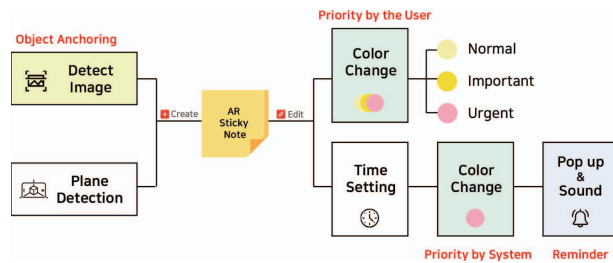 Object Anchoring
Detect
Image
Plane
Detection
Create
AR
Sticky
Note
Edit
Priority by the User
Color
Change
Normal
Important
Urgent
Time
Setting
Color
Change
Priority by System
Pop up
&
Sound
Reminder